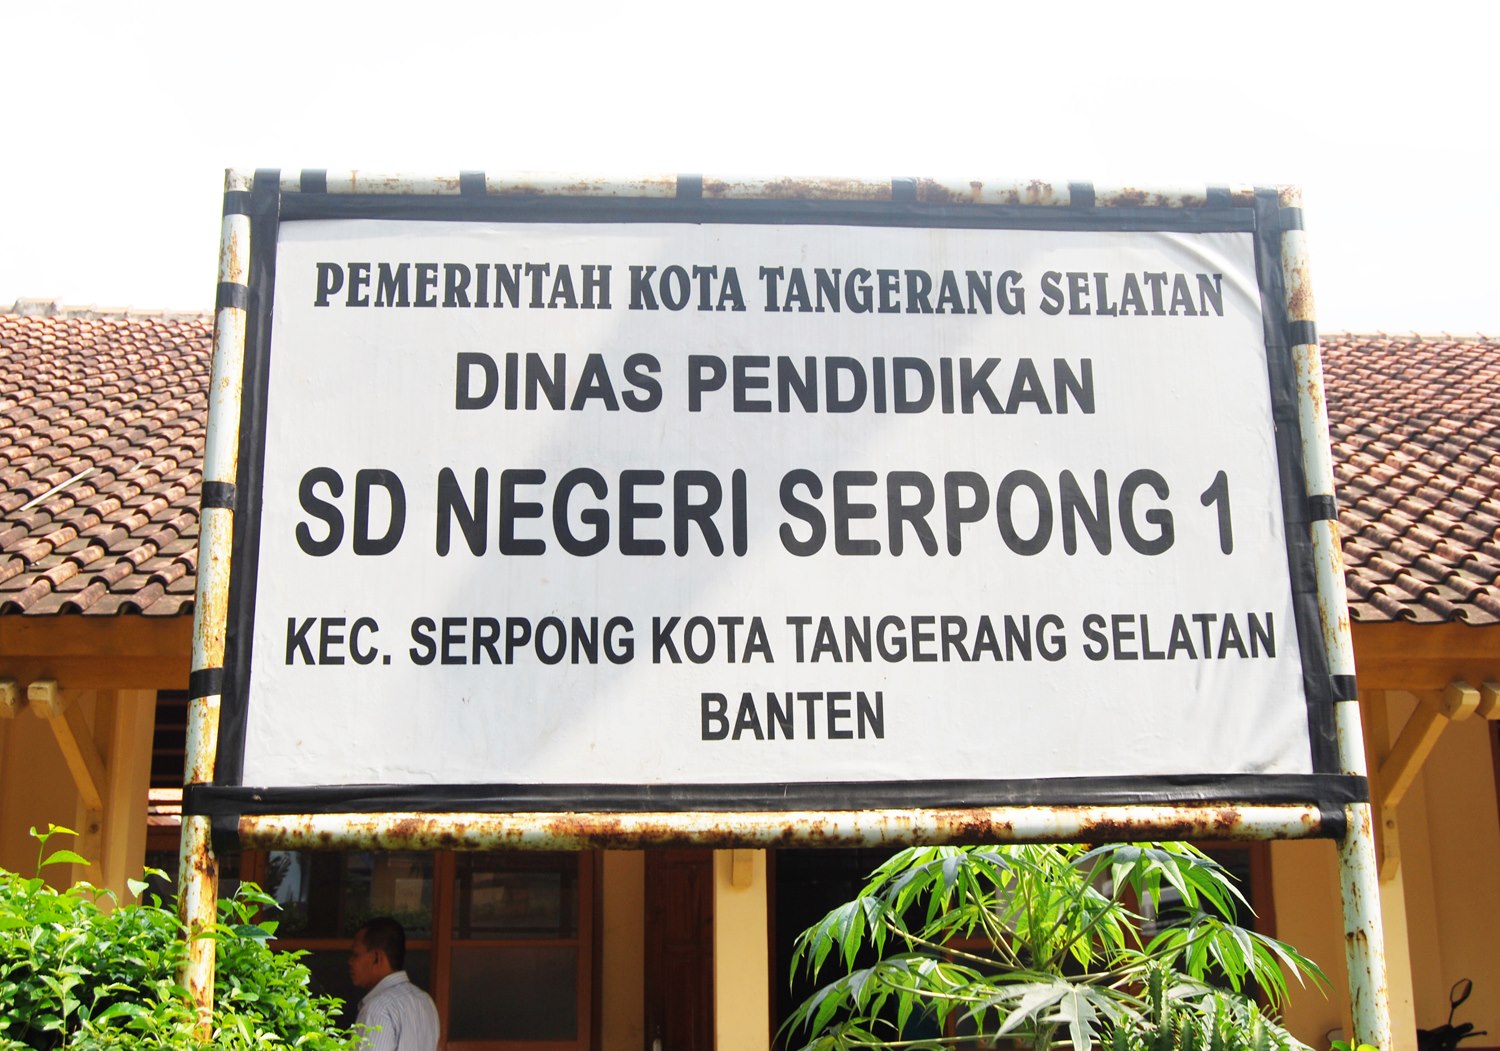 PEMERINTAH KOTA TANGERANG SELATAN
DINAS PENDIDIKAN
SD NEGERI SERPONG 1
KEC. SERPONG KOTA TANGERANG SELATAN
BANTEN